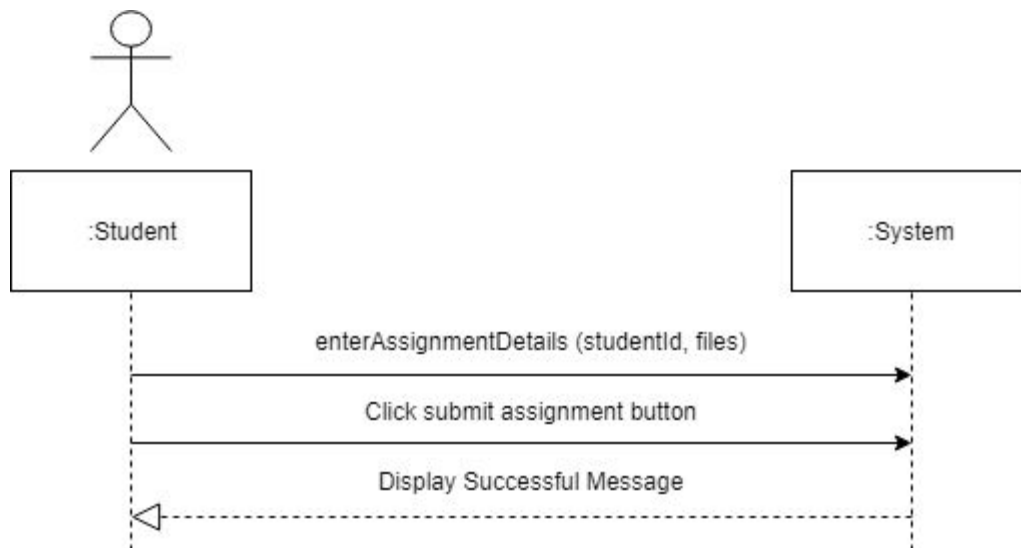 :Student
:System
enterAssignmentDetails (studentId, files)
Click submit assignment button
Display Successful Message